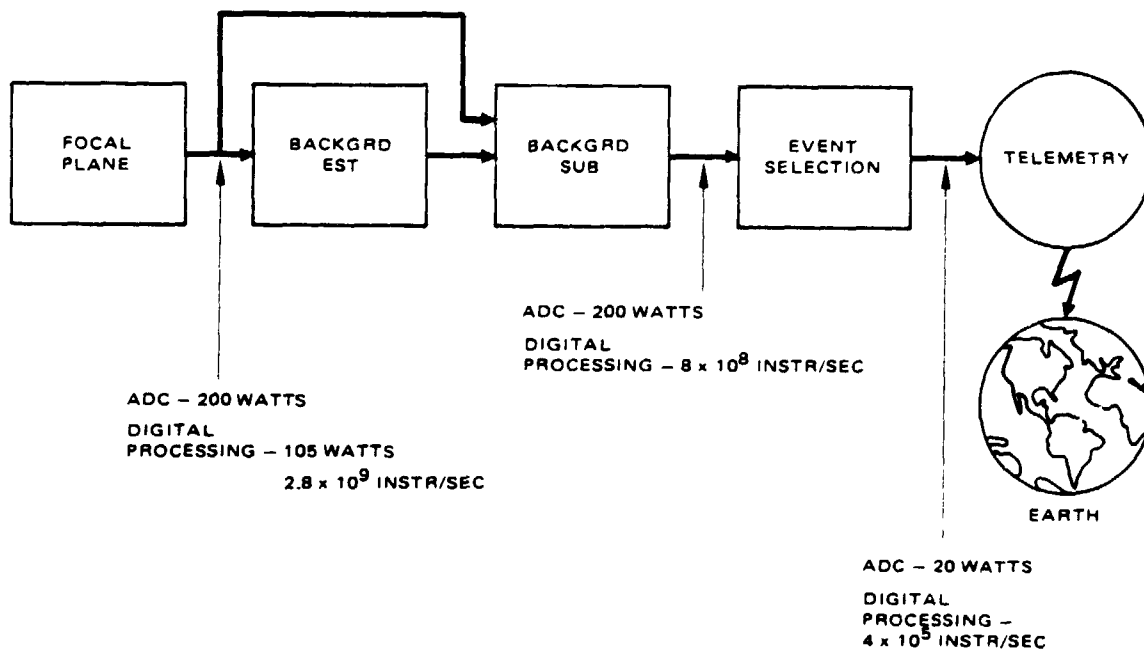 FOCAL
PLANE
BACKGRD
EST
BACKGRD
SUB
EVENT
SELECTION
TELEMETRY
ADC – 200 WATTS
DIGITAL
PROCESSING – 105 WATTS
2.8 x 10⁹ INSTR/SEC
ADC – 200 WATTS
DIGITAL
PROCESSING – 8 x 10⁸ INSTR/SEC
EARTH
ADC – 20 WATTS
DIGITAL
PROCESSING –
4 x 10⁵ INSTR/SEC